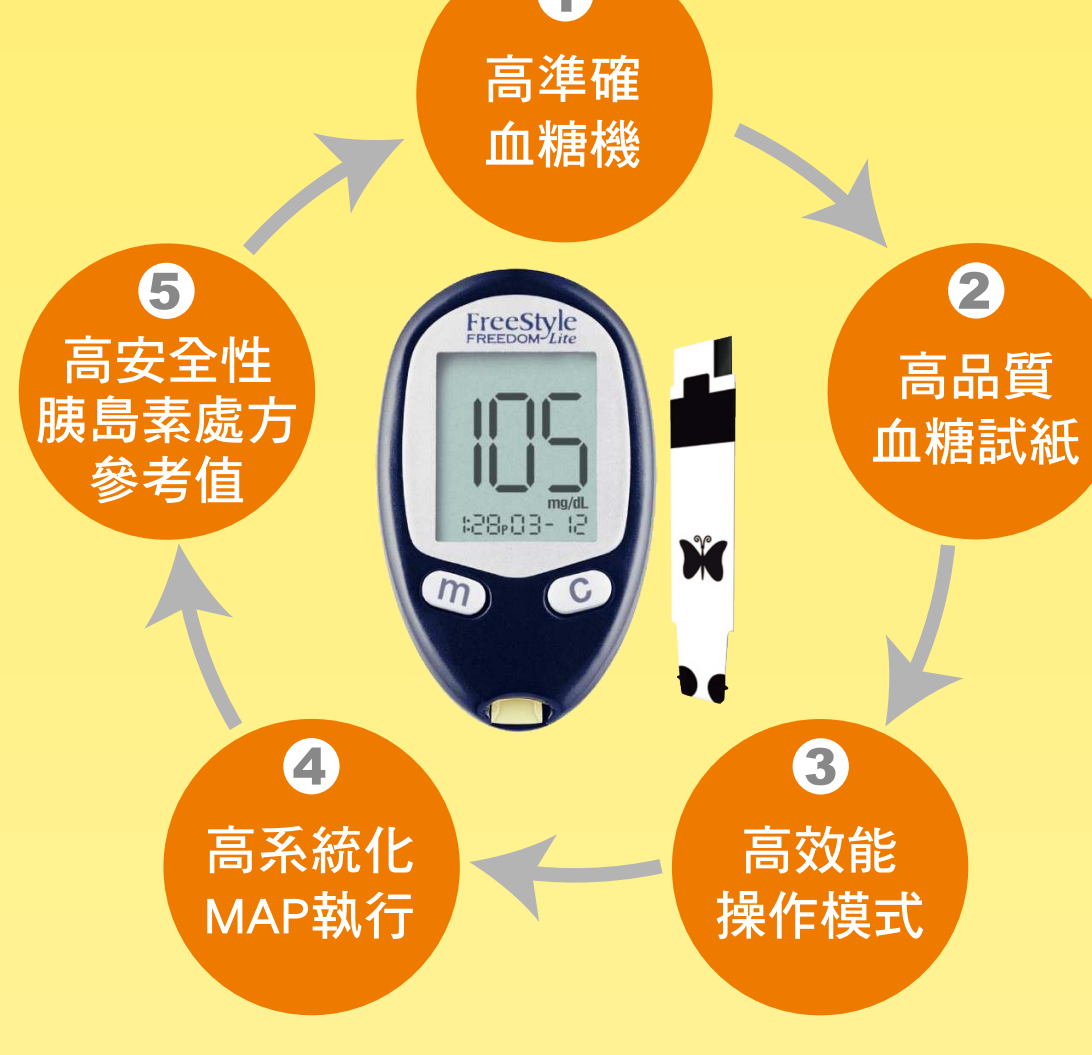 1
高準確
血糖機
2
高品質
血糖試紙
3
高效能
操作模式
4
高系統化
MAP執行
5
高安全性
胰島素處方
參考值
FreeStyle
FREEDOM Lite
105
mg/dL
1:28P03-12
m
c